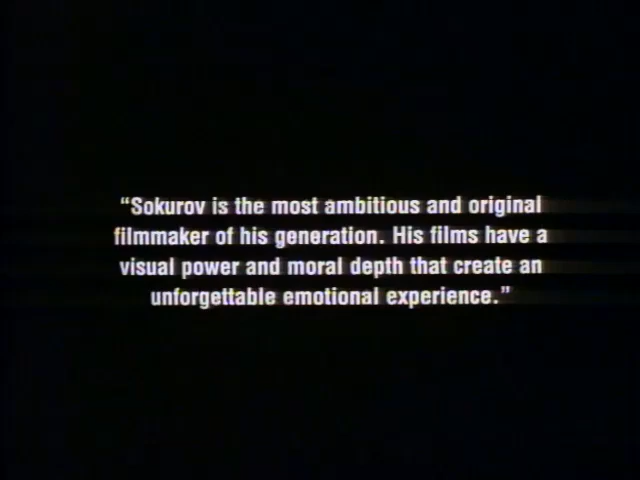 “Sokurov is the most ambitious and original
filmmaker of his generation. His films have a
visual power and moral depth that create an
unforgettable emotional experience.”